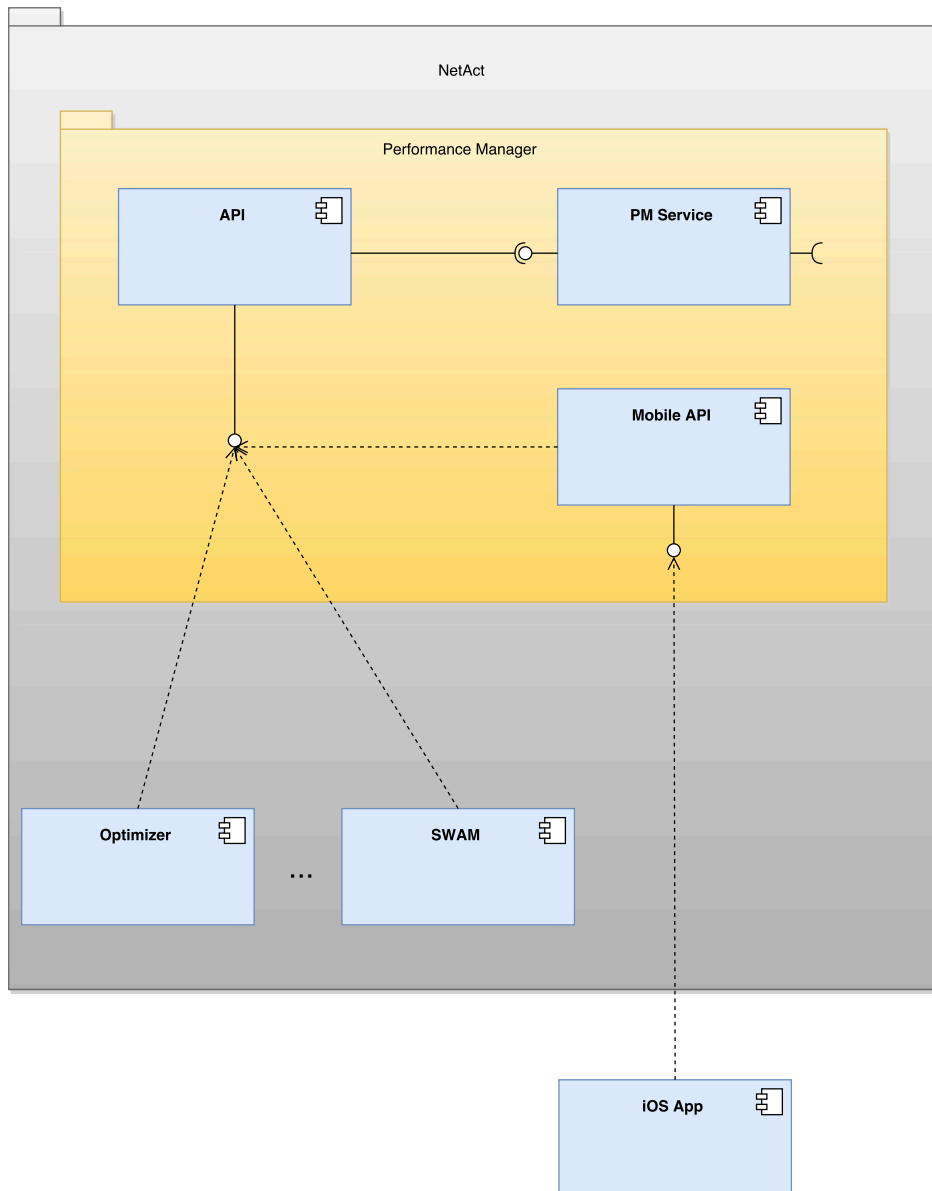 NetAct
Performance Manager
API
PM Service
Mobile API
Optimizer
SWAM
...
iOS App